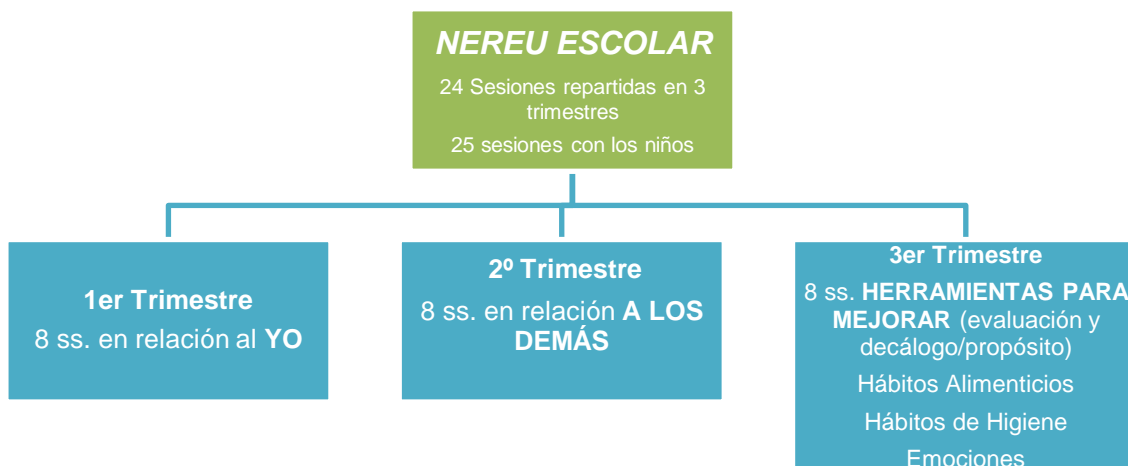 NEREU ESCOLAR
24 Sesiones repartidas en 3
trimestres
25 sesiones con los niños
1er Trimestre
8 ss. en relación al YO
2º Trimestre
8 ss. en relación A LOS
DEMÁS
3er Trimestre
8 ss. HERRAMIENTAS PARA
MEJORAR (evaluación y
decálogo/propósito)
Hábitos Alimenticios
Hábitos de Higiene
Emociones